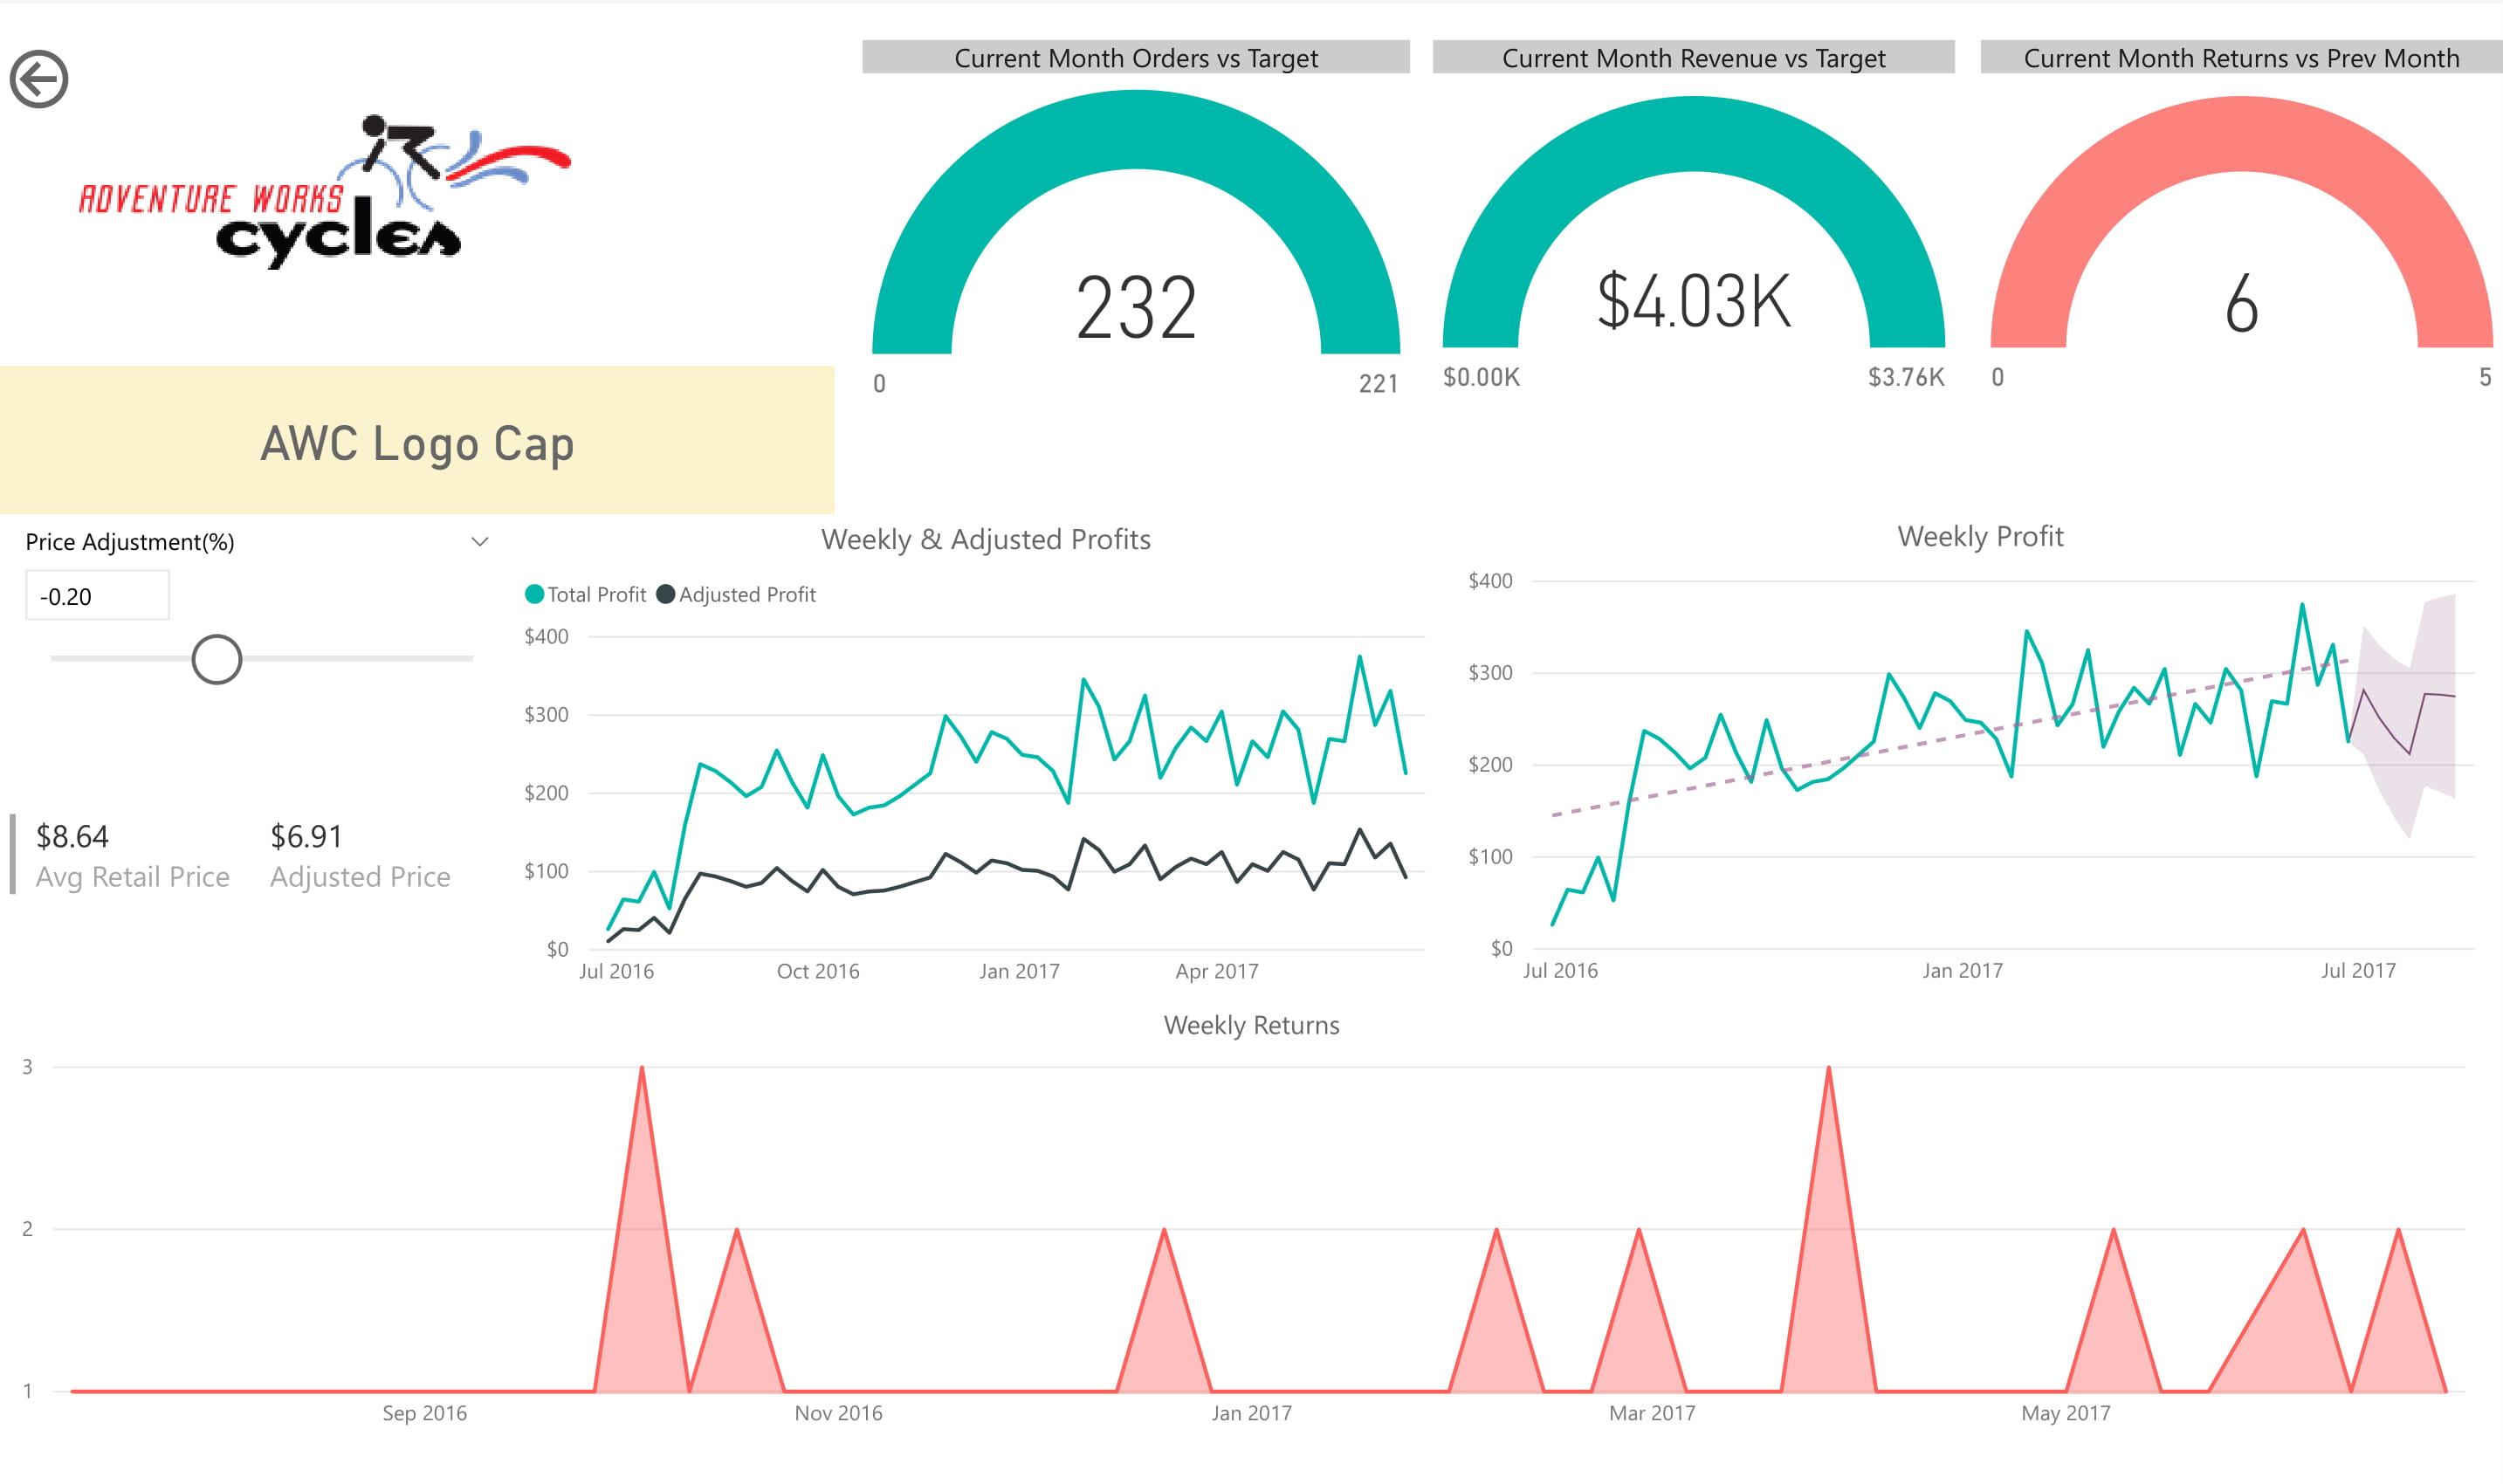 Current Month Orders vs Target
232
0
221
Current Month Revenue vs Target
$4.03K
$0.00K
$3.76K
Current Month Returns vs Prev Month
6
0
5
ADVENTURE WORKS
cycles
AWC Logo Cap
Price Adjustment(%)
-0.20
$8.64
Avg Retail Price
$6.91
Adjusted Price
Weekly & Adjusted Profits
Total Profit
Adjusted Profit
$400
$300
$200
$100
$0
Jul 2016
Oct 2016
Jan 2017
Apr 2017
Weekly Profit
$400
$300
$200
$100
$0
Jul 2016
Jan 2017
Jul 2017
Weekly Returns
3
2
1
Sep 2016
Nov 2016
Jan 2017
Mar 2017
May 2017